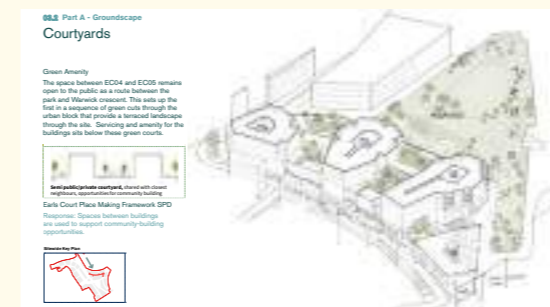 03.2 Part A - Groundscape
Courtyards
Green Amenity
The space between EC04 and EC05 remains
open to the public as a route between the
park and Warwick crescent. This sets up the
first in a sequence of green cuts through the
urban block that provide a terraced landscape
through the site. Servicing and amenity for the
buildings sits below these green courts.
Semi public/private courtyard, shared with closed
neighbours, opportunities for community building
Earls Court Place Making Framework SPD
Response: Spaces between buildings
are used to support community-building
opportunities.
Sitewide Key Plan